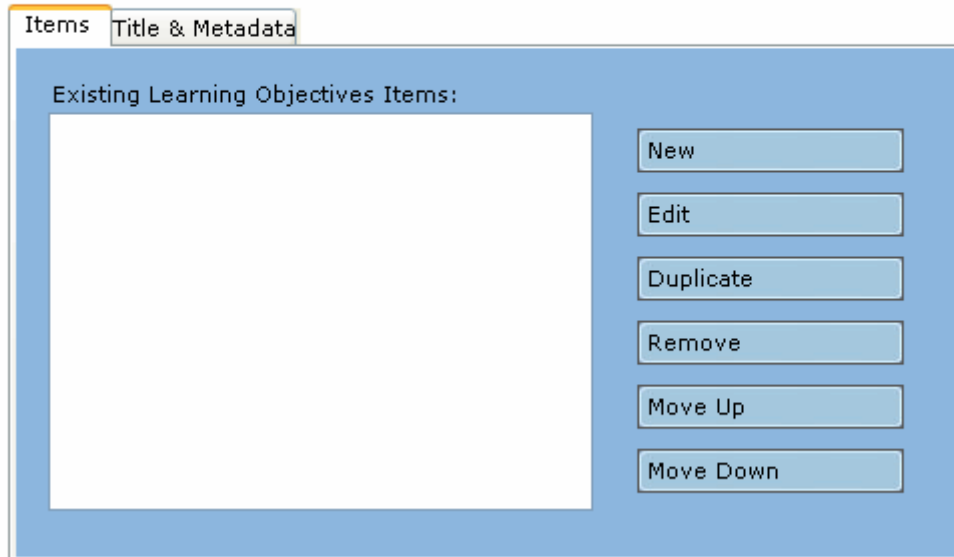 Items
Title & Metadata
Existing Learning Objectives Items:
New
Edit
Duplicate
Remove
Move Up
Move Down